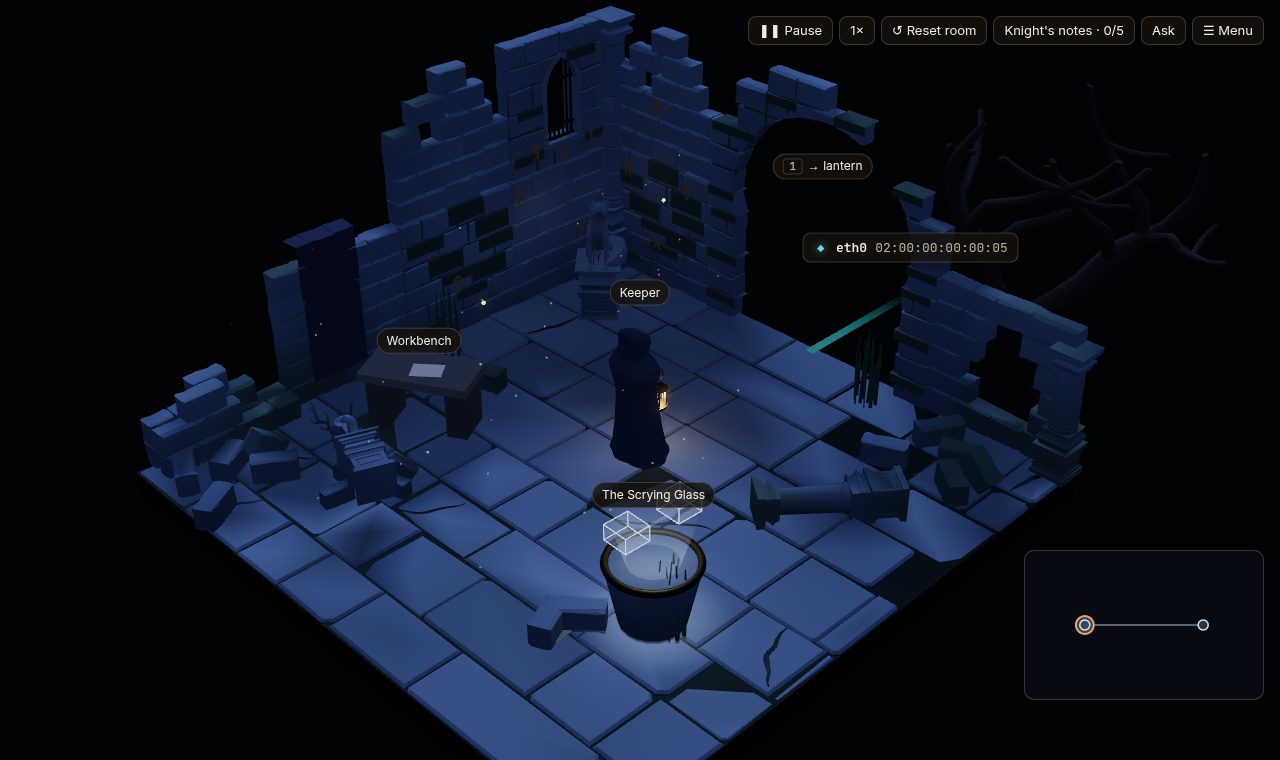 ❚❚ Pause
1×
↺ Reset room
Knight's notes · 0/5
Ask
☰ Menu
1 → lantern
◆ eth0 02:00:00:00:00:05
Keeper
Workbench
The Scrying Glass